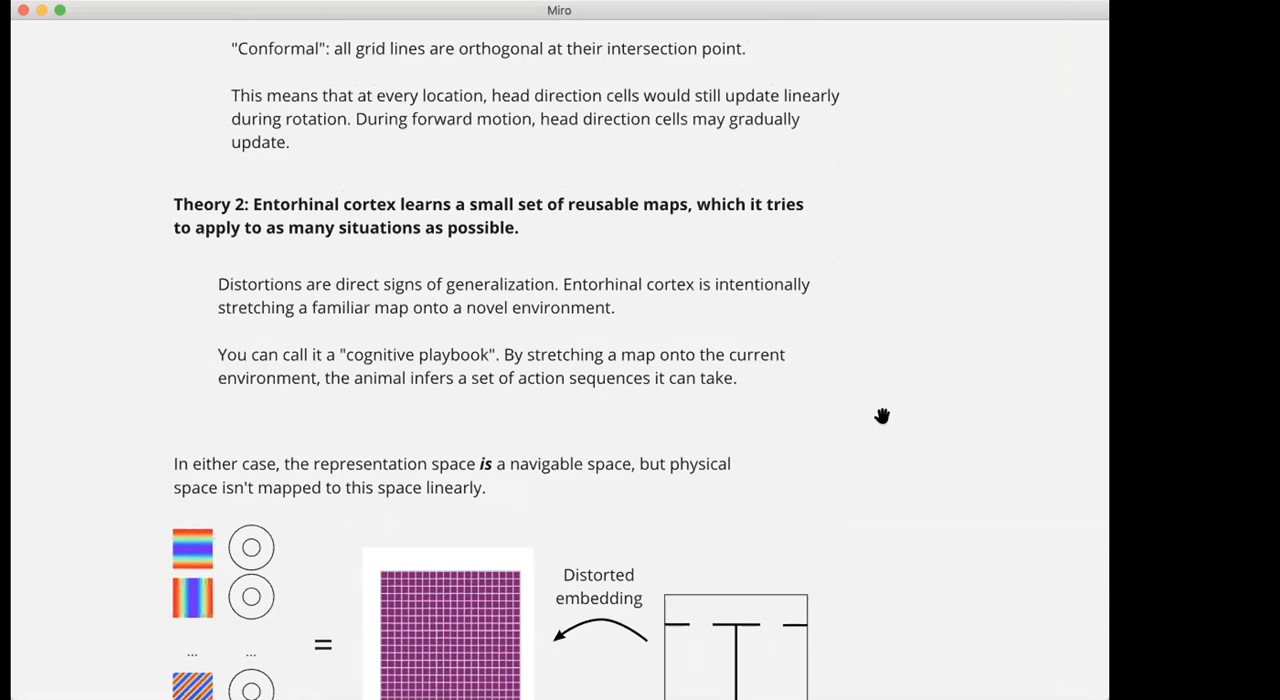 Miro
"Conformal": all grid lines are orthogonal at their intersection point.
This means that at every location, head direction cells would still update linearly
during rotation. During forward motion, head direction cells may gradually
update.
Theory 2: Entorhinal cortex learns a small set of reusable maps, which it tries
to apply to as many situations as possible.
Distortions are direct signs of generalization. Entorhinal cortex is intentionally
stretching a familiar map onto a novel environment.
You can call it a "cognitive playbook". By stretching a map onto the current
environment, the animal infers a set of action sequences it can take.
In either case, the representation space is a navigable space, but physical
space isn't mapped to this space linearly.
Distorted
embedding
=
... ...